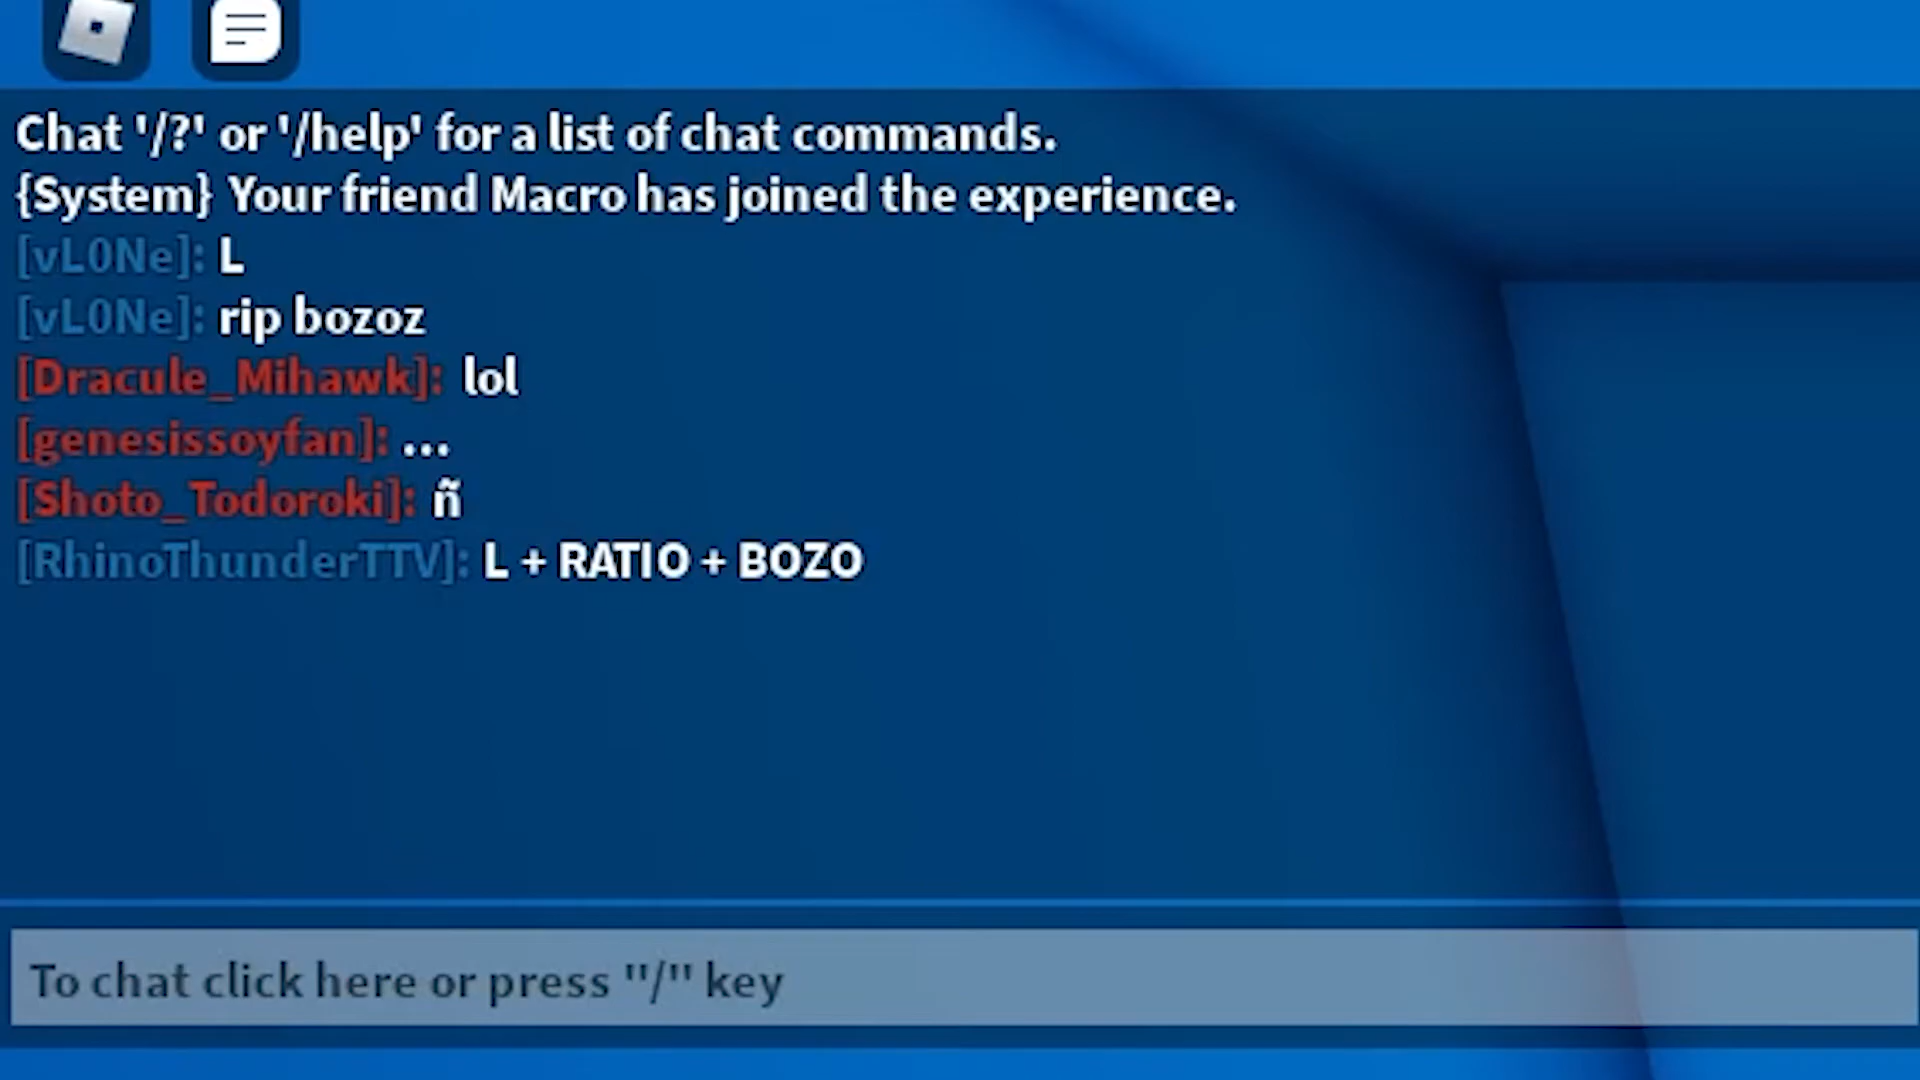 Chat '/?' or '/help' for a list of chat commands.
{System} Your friend Macro has joined the experience.
[vL0Ne]: L
[vL0Ne]: rip bozoz
[Dracule_Mihawk]: lol
[genesissoyfan]: ...
[Shoto_Todoroki]: ñ
[RhinoThunderTTV]: L + RATIO + BOZO
To chat click here or press "/" key